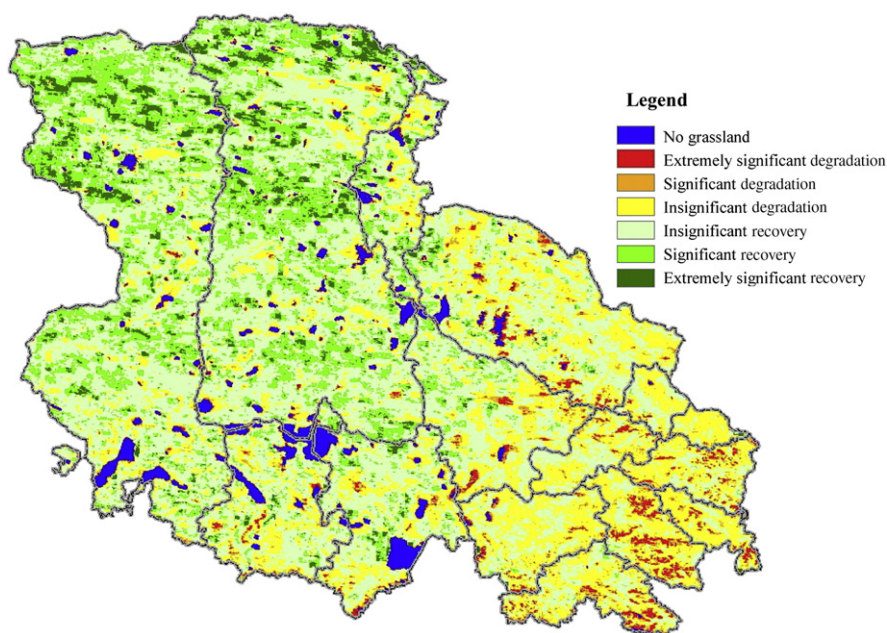 Legend
No grassland
Extremely significant degradation
Significant degradation
Insignificant degradation
Insignificant recovery
Significant recovery
Extremely significant recovery